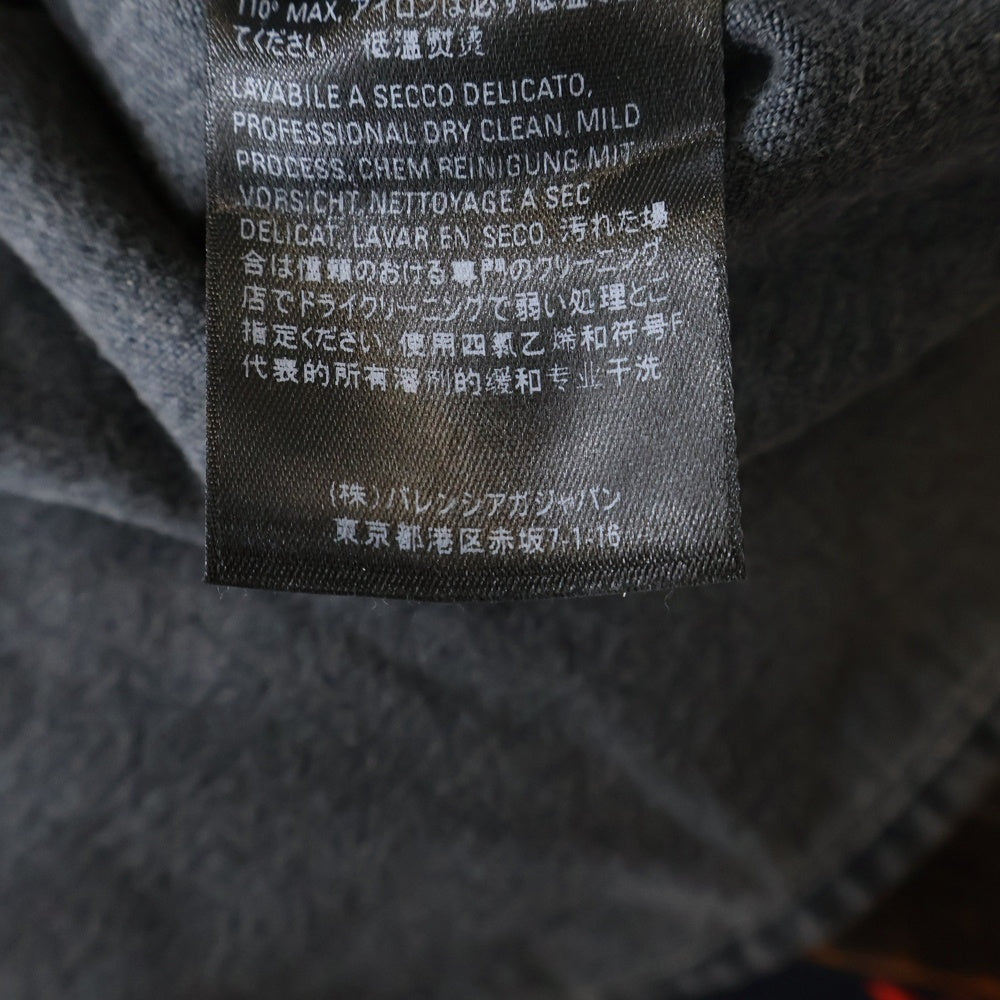 110° MAX, アイロンは必ず低温で
てください 低温熨烫
LAVABILE A SECCO DELICATO,
PROFESSIONAL DRY CLEAN, MILD
PROCESS, CHEM REINIGUNG MIT
VORSICHT, NETTOYAGE A SEC
DELICAT, LAVAR EN SECO, 汚れた場
合は信頼のおける専門のクリーニング
店でドライクリーニングで弱い処理とご
指定ください 使用四氯乙烯和符号F
代表的所有溶剂的缓和专业干洗
(株)バレンシアガジャパン
東京都港区赤坂7-1-16